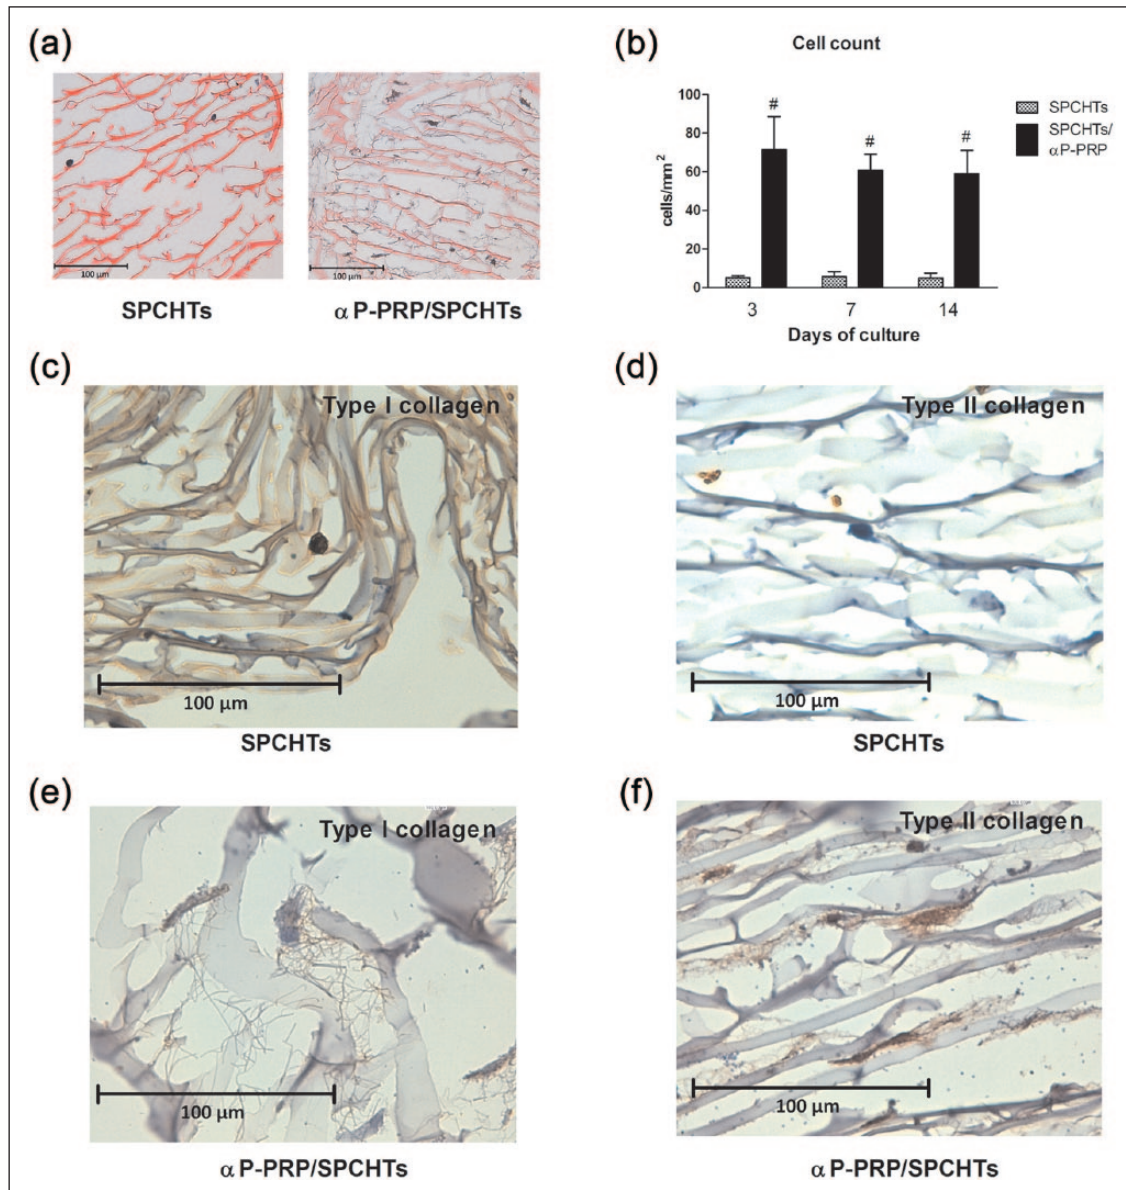 (a)
100 µm
SPCHTs
100 µm
α P-PRP/SPCHTs
(b)
Cell count
cells/mm²
100
80
60
40
20
0
#
#
#
3
7
14
Days of culture
SPCHTs
SPCHTs/
αP-PRP
(c)
Type I collagen
100 µm
SPCHTs
(d)
Type II collagen
100 µm
SPCHTs
(e)
Type I collagen
100 µm
α P-PRP/SPCHTs
(f)
Type II collagen
100 µm
α P-PRP/SPCHTs